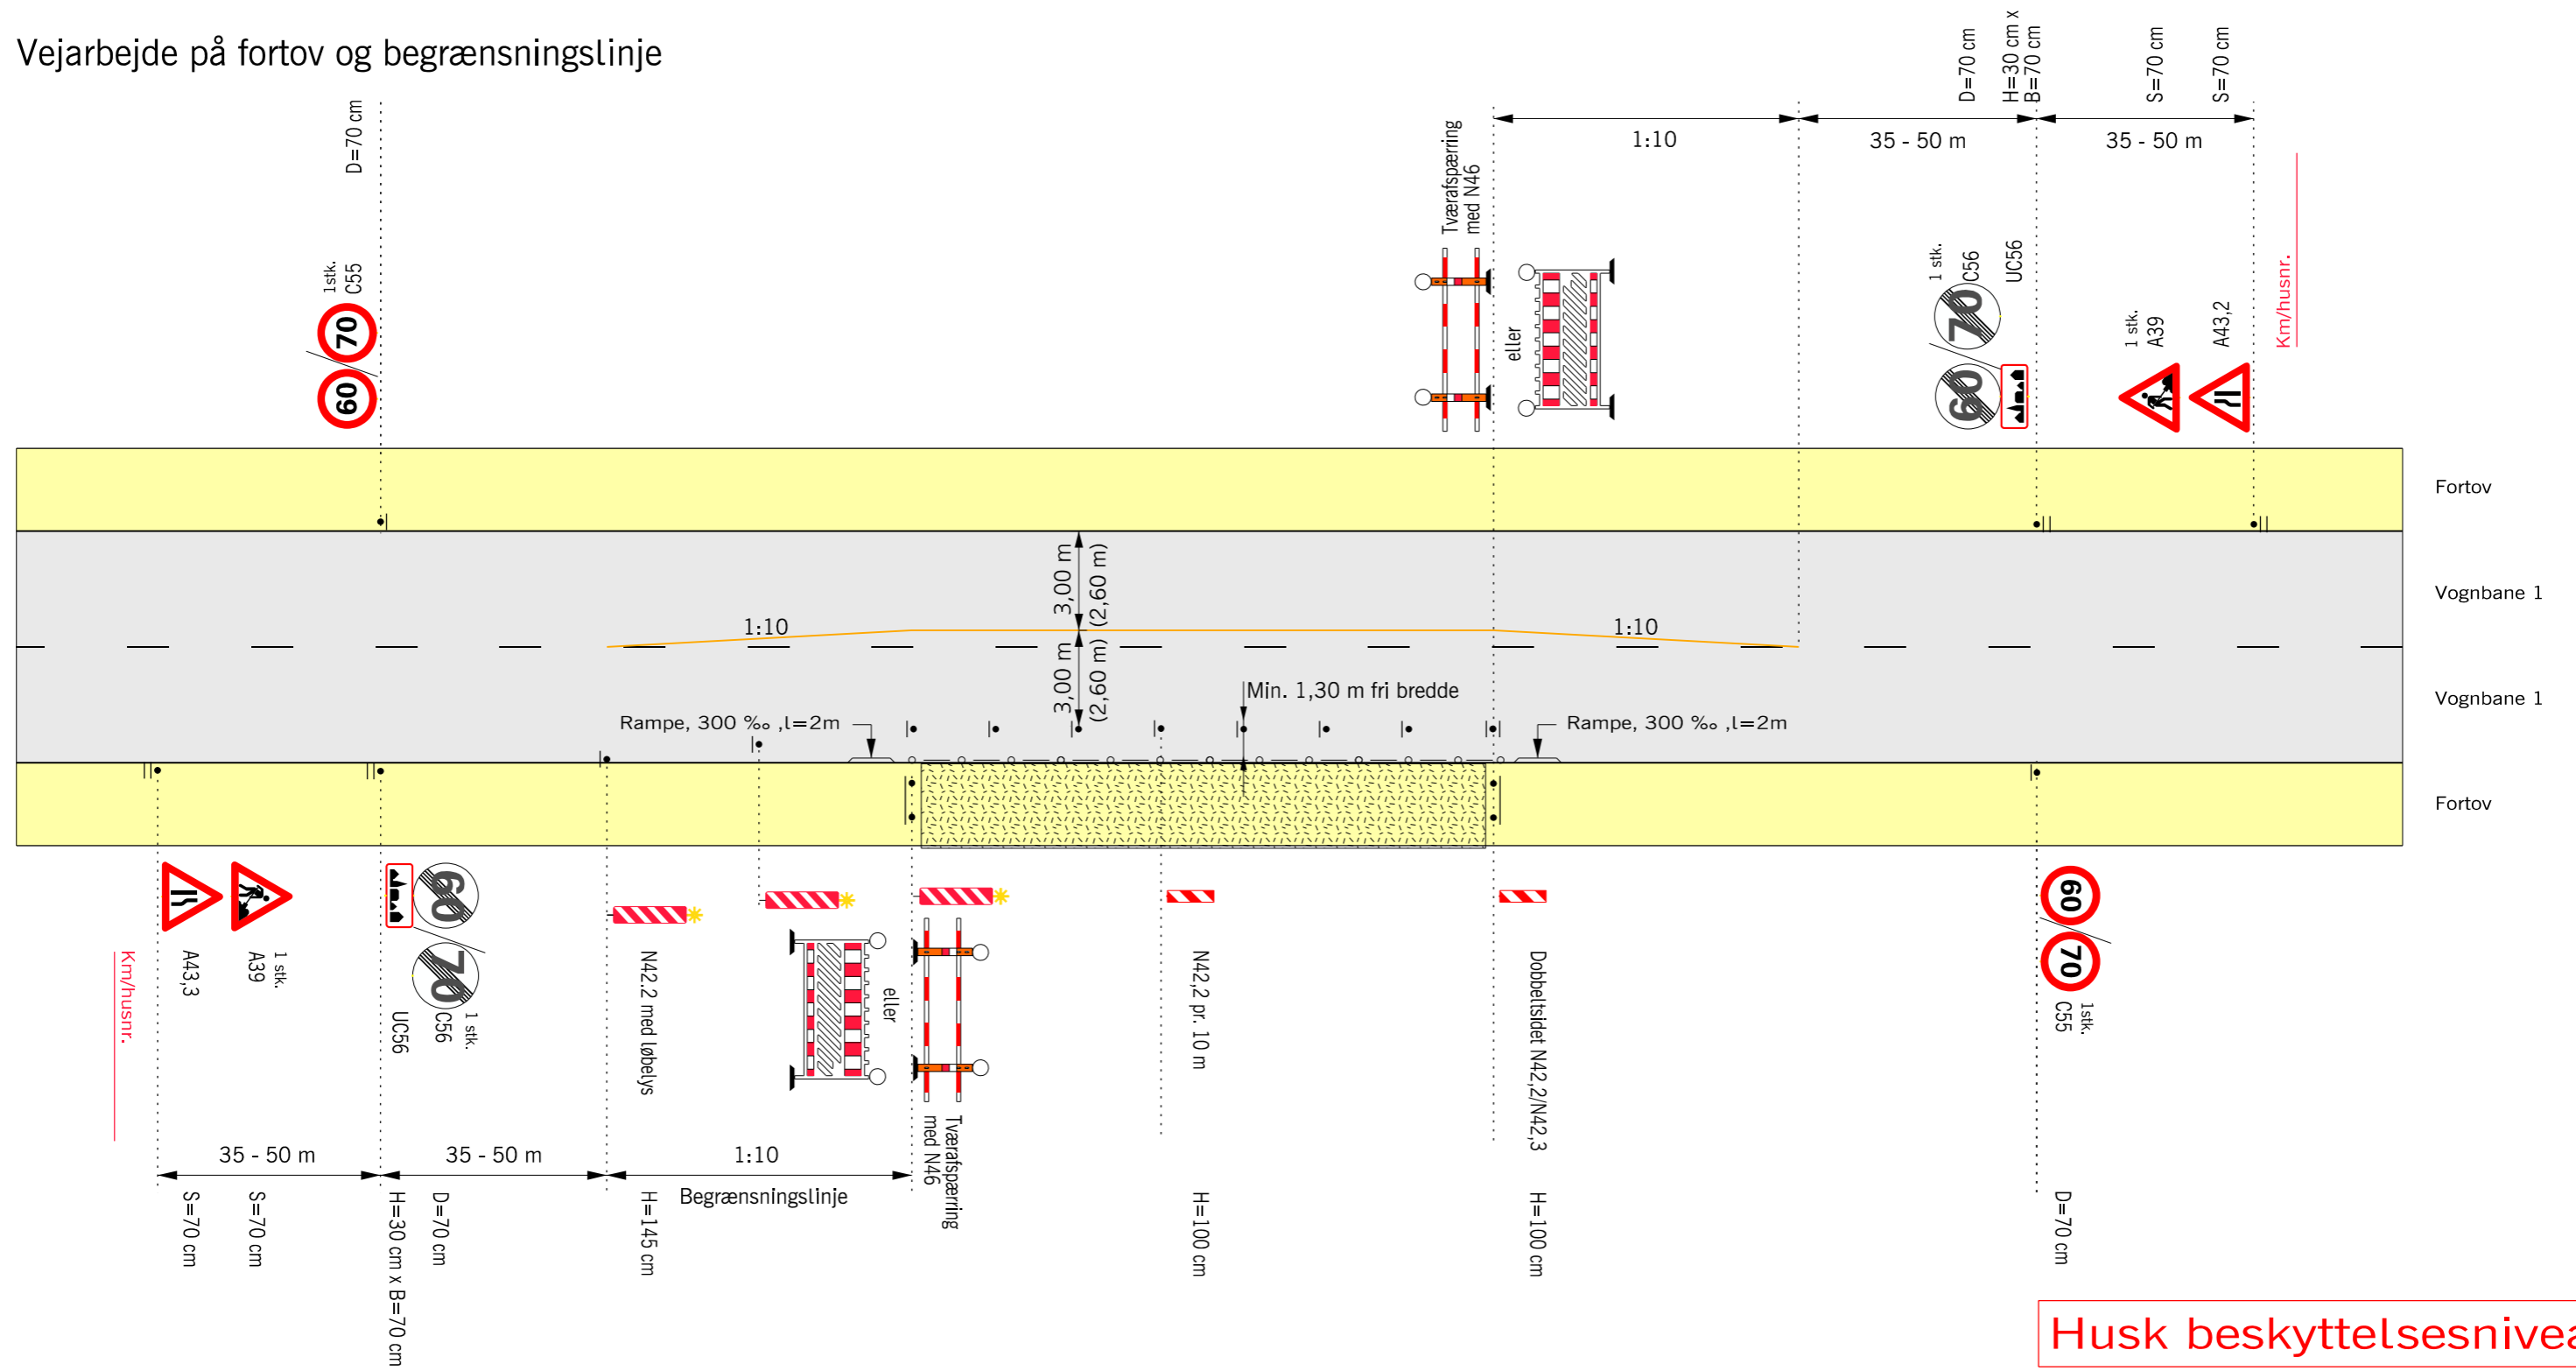 Vejarbejde på fortov og begrænsningslinje
D=70 cm
1stk.
C55
70
60
Tværafspærring
med N46
eller
1:10
35 - 50 m
35 - 50 m
D=70 cm
H=30 cm x
B=70 cm
S=70 cm
S=70 cm
1 stk.
C56
UC56
70
60
1 stk.
A39
A43,2
Km/husnr.
Fortov
Vognbane 1
Vognbane 1
Fortov
1:10
3,00 m
(2,60 m)
3,00 m
(2,60 m)
1:10
Min. 1,30 m fri bredde
Rampe, 300 ‰ ,l=2m
Rampe, 300 ‰ ,l=2m
Km/husnr.
A43,3
A39
1 stk.
60
70
UC56
C56
1 stk.
N42.2 med løbelys
eller
Tværafspærring
med N46
N42,2 pr. 10 m
Dobbeltsidet N42,2/N42,3
60
70
C55
1stk.
35 - 50 m
35 - 50 m
1:10
Begrænsningslinje
S=70 cm
S=70 cm
H=30 cm x B=70 cm
D=70 cm
H=145 cm
H=100 cm
H=100 cm
D=70 cm
Husk beskyttelsesnivea